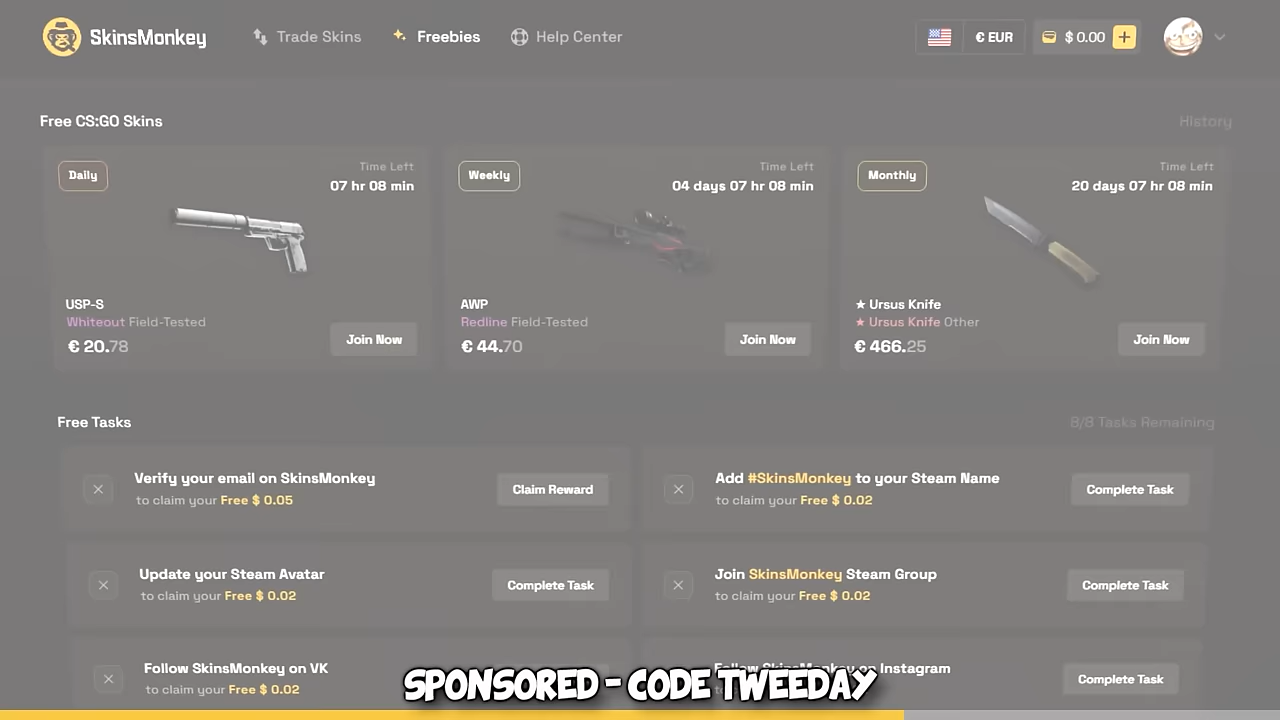 SkinsMonkey
Trade Skins
Freebies
Help Center
€ EUR
$ 0.00
Free CS:GO Skins
History
Daily
Time Left
07 hr 08 min
USP-S
Whiteout Field-Tested
€ 20.78
Join Now
Weekly
Time Left
04 days 07 hr 08 min
AWP
Redline Field-Tested
€ 44.70
Join Now
Monthly
Time Left
20 days 07 hr 08 min
★ Ursus Knife
★ Ursus Knife Other
€ 466.25
Join Now
Free Tasks
8/8 Tasks Remaining
Verify your email on SkinsMonkey
to claim your Free $ 0.05
Claim Reward
Add #SkinsMonkey to your Steam Name
to claim your Free $ 0.02
Complete Task
Update your Steam Avatar
to claim your Free $ 0.02
Complete Task
Join SkinsMonkey Steam Group
to claim your Free $ 0.02
Complete Task
Follow SkinsMonkey on VK
to claim your Free $ 0.02
Follow SkinsMonkey on Instagram
Complete Task
SPONSORED - CODE TWEEDAY